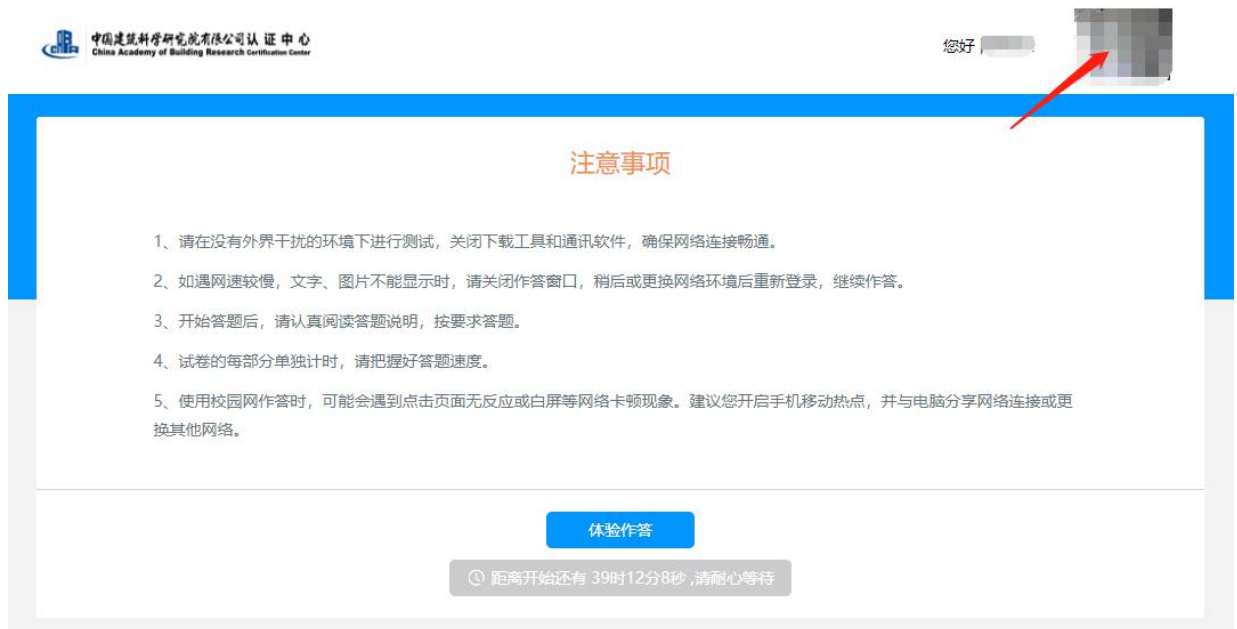 中国建筑科学研究院有限公司认证中心
China Academy of Building Research Certification Center
您好
注意事项
1、请在没有外界干扰的环境下进行测试，关闭下载工具和通讯软件，确保网络连接畅通。
2、如遇网速较慢，文字、图片不能显示时，请关闭作答窗口，稍后或更换网络环境后重新登录，继续作答。
3、开始答题后，请认真阅读答题说明，按要求答题。
4、试卷的每部分单独计时，请把握好答题速度。
5、使用校园网作答时，可能会遇到点击页面无反应或白屏等网络卡顿现象。建议您开启手机移动热点，并与电脑分享网络连接或更
换其他网络。
体验作答
距离开始还有 39时12分8秒 ,请耐心等待